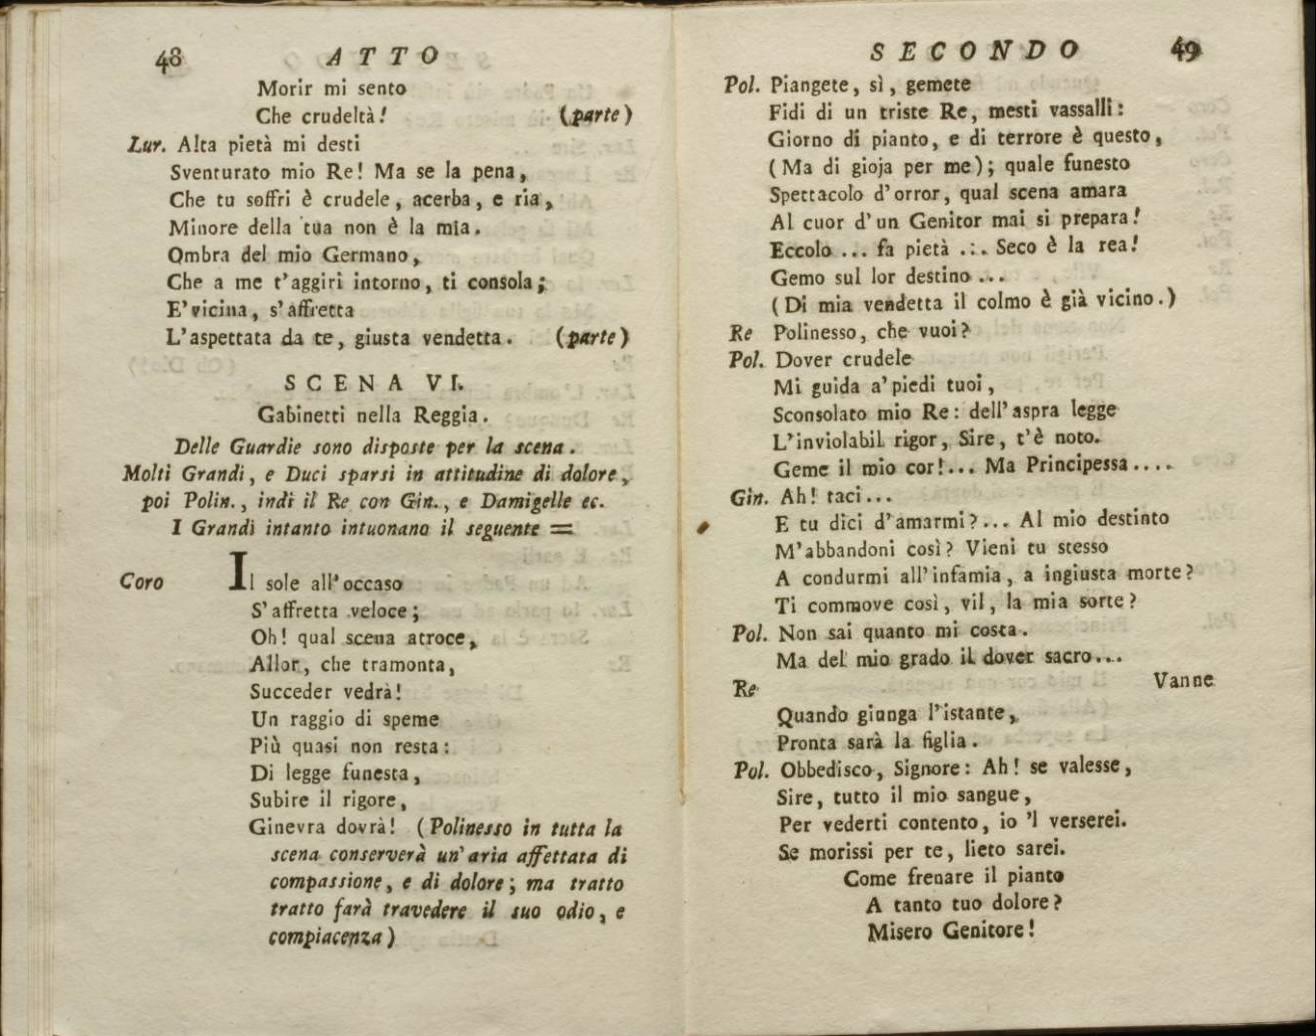 48 ATTO
Morir mi sento
Che crudeltà! (parte)
Lur. Alta pietà mi desti
Sventurato mio Re! Ma se la pena,
Che tu soffri è crudele, acerba, e ria,
Minore della tua non è la mia.
Ombra del mio Germano,
Che a me t'aggiri intorno, ti consola;
E' vicina, s'affretta
L'aspettata da te, giusta vendetta. (parte)
SCENA VI.
Gabinetti nella Reggia.
Delle Guardie sono disposte per la scena.
Molti Grandi, e Duci sparsi in attitudine di dolore,
poi Polin., indi il Re con Gin., e Damigelle ec.
I Grandi intanto intuonano il seguente =
Coro Il sole all'occaso
S'affretta veloce;
Oh! qual scena atroce,
Allor, che tramonta,
Succeder vedrà!
Un raggio di speme
Più quasi non resta:
Di legge funesta,
Subire il rigore,
Ginevra dovrà! (Polinesso in tutta la
scena conserverà un'aria affettata di
compassione, e di dolore; ma tratto
tratto farà travedere il suo odio, e
compiacenza)
SECONDO 49
Pol. Piangete, sì, gemete
Fidi di un triste Re, mesti vassalli:
Giorno di pianto, e di terrore è questo,
(Ma di gioja per me); quale funesto
Spettacolo d'orror, qual scena amara
Al cuor d'un Genitor mai si prepara!
Eccolo ... fa pietà ... Seco è la rea!
Gemo sul lor destino ...
(Di mia vendetta il colmo è già vicino.)
Re Polinesso, che vuoi?
Pol. Dover crudele
Mi guida a' piedi tuoi,
Sconsolato mio Re: dell'aspra legge
L'inviolabil rigor, Sire, t'è noto.
Geme il mio cor!... Ma Principessa....
Gin. Ah! taci...
E tu dici d'amarmi?... Al mio destinto
M'abbandoni così? Vieni tu stesso
A condurmi all'infamia, a ingiusta morte?
Ti commove così, vil, la mia sorte?
Pol. Non sai quanto mi costa.
Ma del mio grado il dover sacro...
Re Vanne
Quando giunga l'istante,
Pronta sarà la figlia.
Pol. Obbedisco, Signore: Ah! se valesse,
Sire, tutto il mio sangue,
Per vederti contento, io 'l verserei.
Se morissi per te, lieto sarei.
Come frenare il pianto
A tanto tuo dolore?
Misero Genitore!